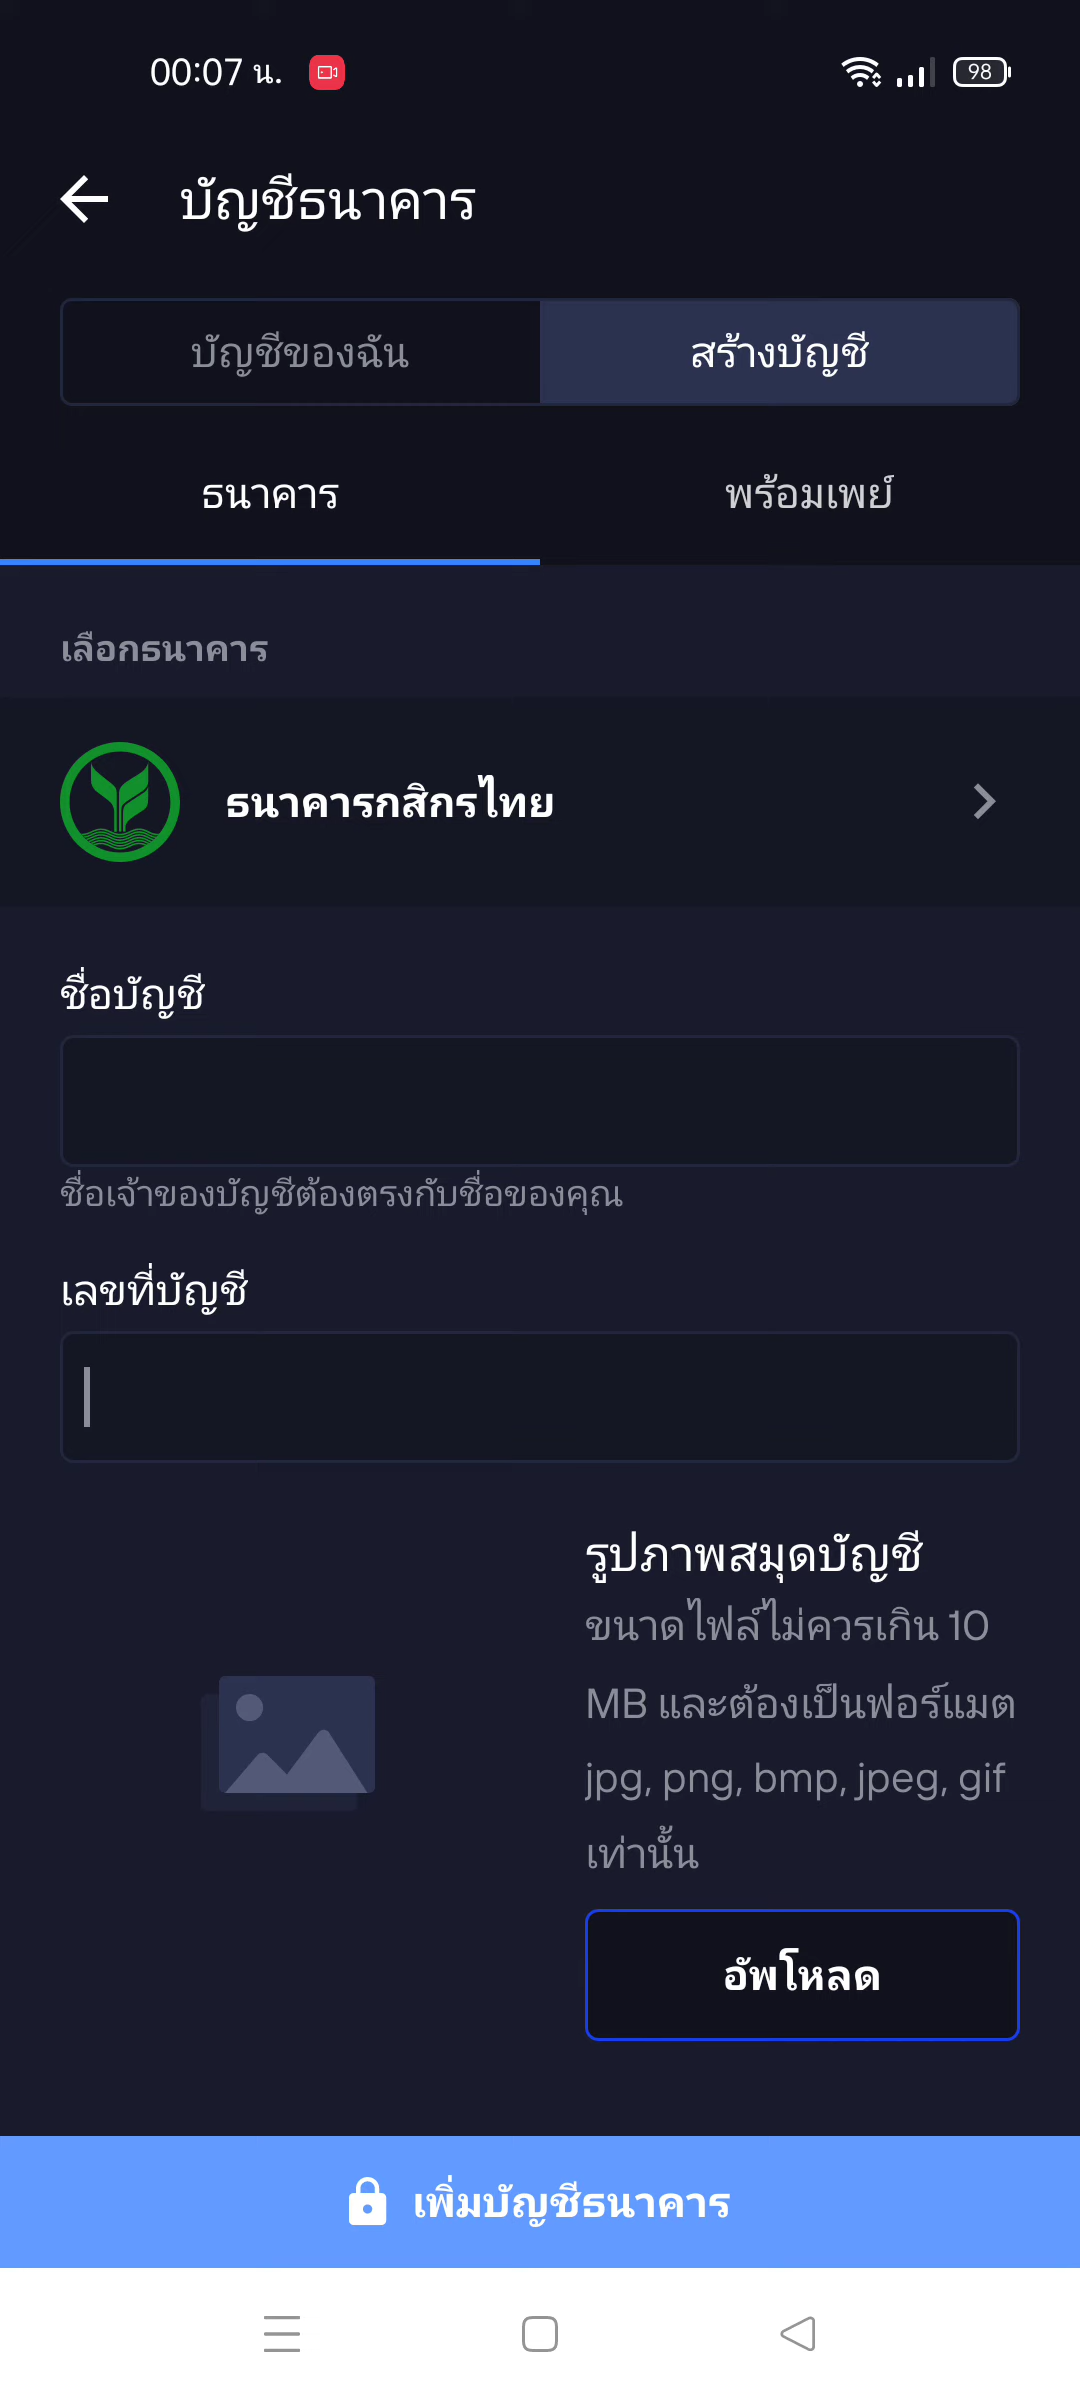 00:07 น.
98
บัญชีธนาคาร
บัญชีของฉัน
สร้างบัญชี
ธนาคาร
พร้อมเพย์
เลือกธนาคาร
ธนาคารกสิกรไทย
ชื่อบัญชี
ชื่อเจ้าของบัญชีต้องตรงกับชื่อของคุณ
เลขที่บัญชี
รูปภาพสมุดบัญชี
ขนาดไฟล์ไม่ควรเกิน 10
MB และต้องเป็นฟอร์แมต
jpg, png, bmp, jpeg, gif
เท่านั้น
อัพโหลด
เพิ่มบัญชีธนาคาร